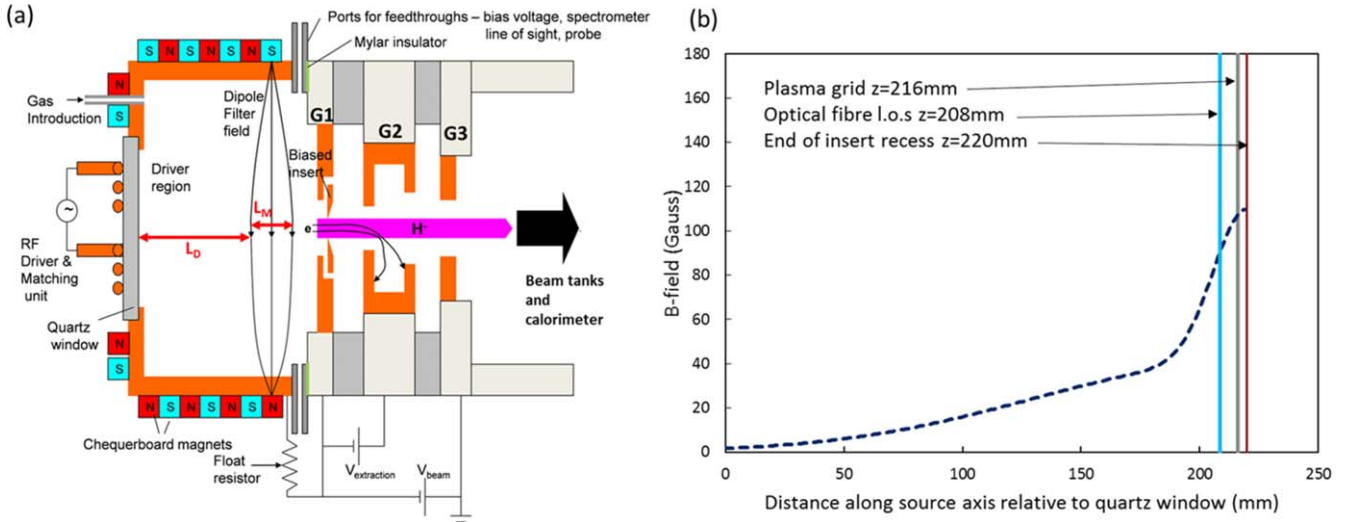 (a)
Ports for feedthroughs – bias voltage, spectrometer
line of sight, probe
Mylar insulator
S N S N S N S
N
S
Gas
Introduction
Dipole
Filter
field
G1
G2
G3
Driver
region
Biased
insert
~
L_M
L_D
e
H⁻
RF
Driver &
Matching
unit
Beam tanks
and
calorimeter
Quartz
window
N
S
N S N S N S N
Chequerboard magnets
Float
resistor
V_extraction
V_beam
(b)
180
160
140
120
100
80
60
40
20
0
B-field (Gauss)
Plasma grid z=216mm
Optical fibre l.o.s z=208mm
End of insert recess z=220mm
0 50 100 150 200 250
Distance along source axis relative to quartz window (mm)